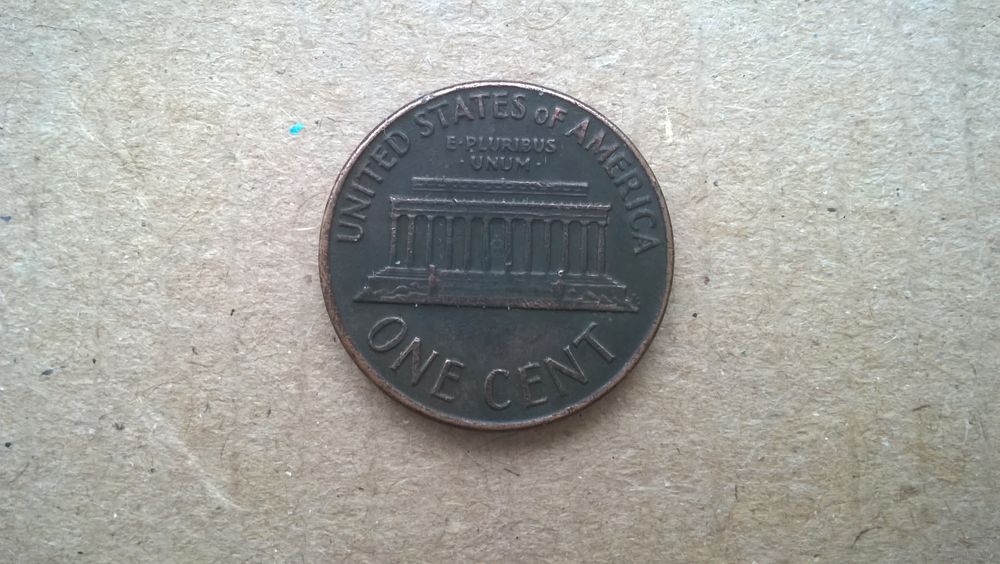 UNITED STATES OF AMERICA
E·PLURIBUS
·UNUM·
ONE CENT